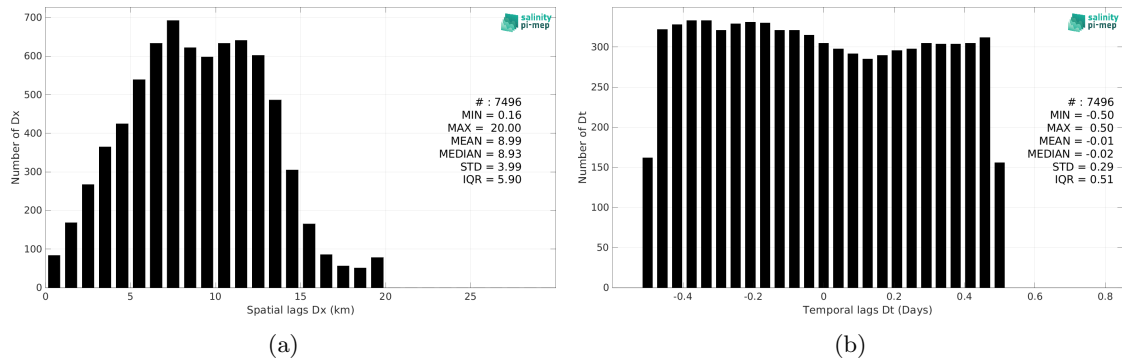 700
600
500
400
300
200
100
0
Number of Dx
0 5 10 15 20 25
Spatial lags Dx (km)
salinity
pi-mep
# : 7496
MIN = 0.16
MAX = 20.00
MEAN = 8.99
MEDIAN = 8.93
STD = 3.99
IQR = 5.90
(a)
300
250
200
150
100
50
0
Number of Dt
-0.4 -0.2 0 0.2 0.4 0.6 0.8
Temporal lags Dt (Days)
salinity
pi-mep
# : 7496
MIN = -0.50
MAX = 0.50
MEAN = -0.01
MEDIAN = -0.02
STD = 0.29
IQR = 0.51
(b)